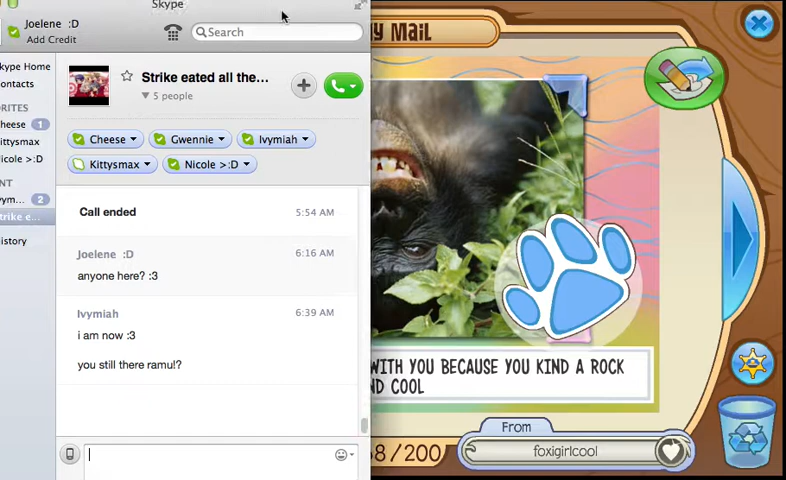 Skype
Joelene :D
Add Credit
Search
y Mail
kype Home
ontacts
Strike eated all the...
5 people
ORITES
heese 1
ittysmax
icole >:D
Cheese
Gwennie
Ivymiah
Kittysmax
Nicole >:D
NT
vym... 2
trike e...
istory
Call ended 5:54 AM
Joelene :D 6:16 AM
anyone here? :3
Ivymiah 6:39 AM
i am now :3
you still there ramu!?
WITH YOU BECAUSE YOU KIND A ROCK
ND COOL
From
8/200
foxigirlcool